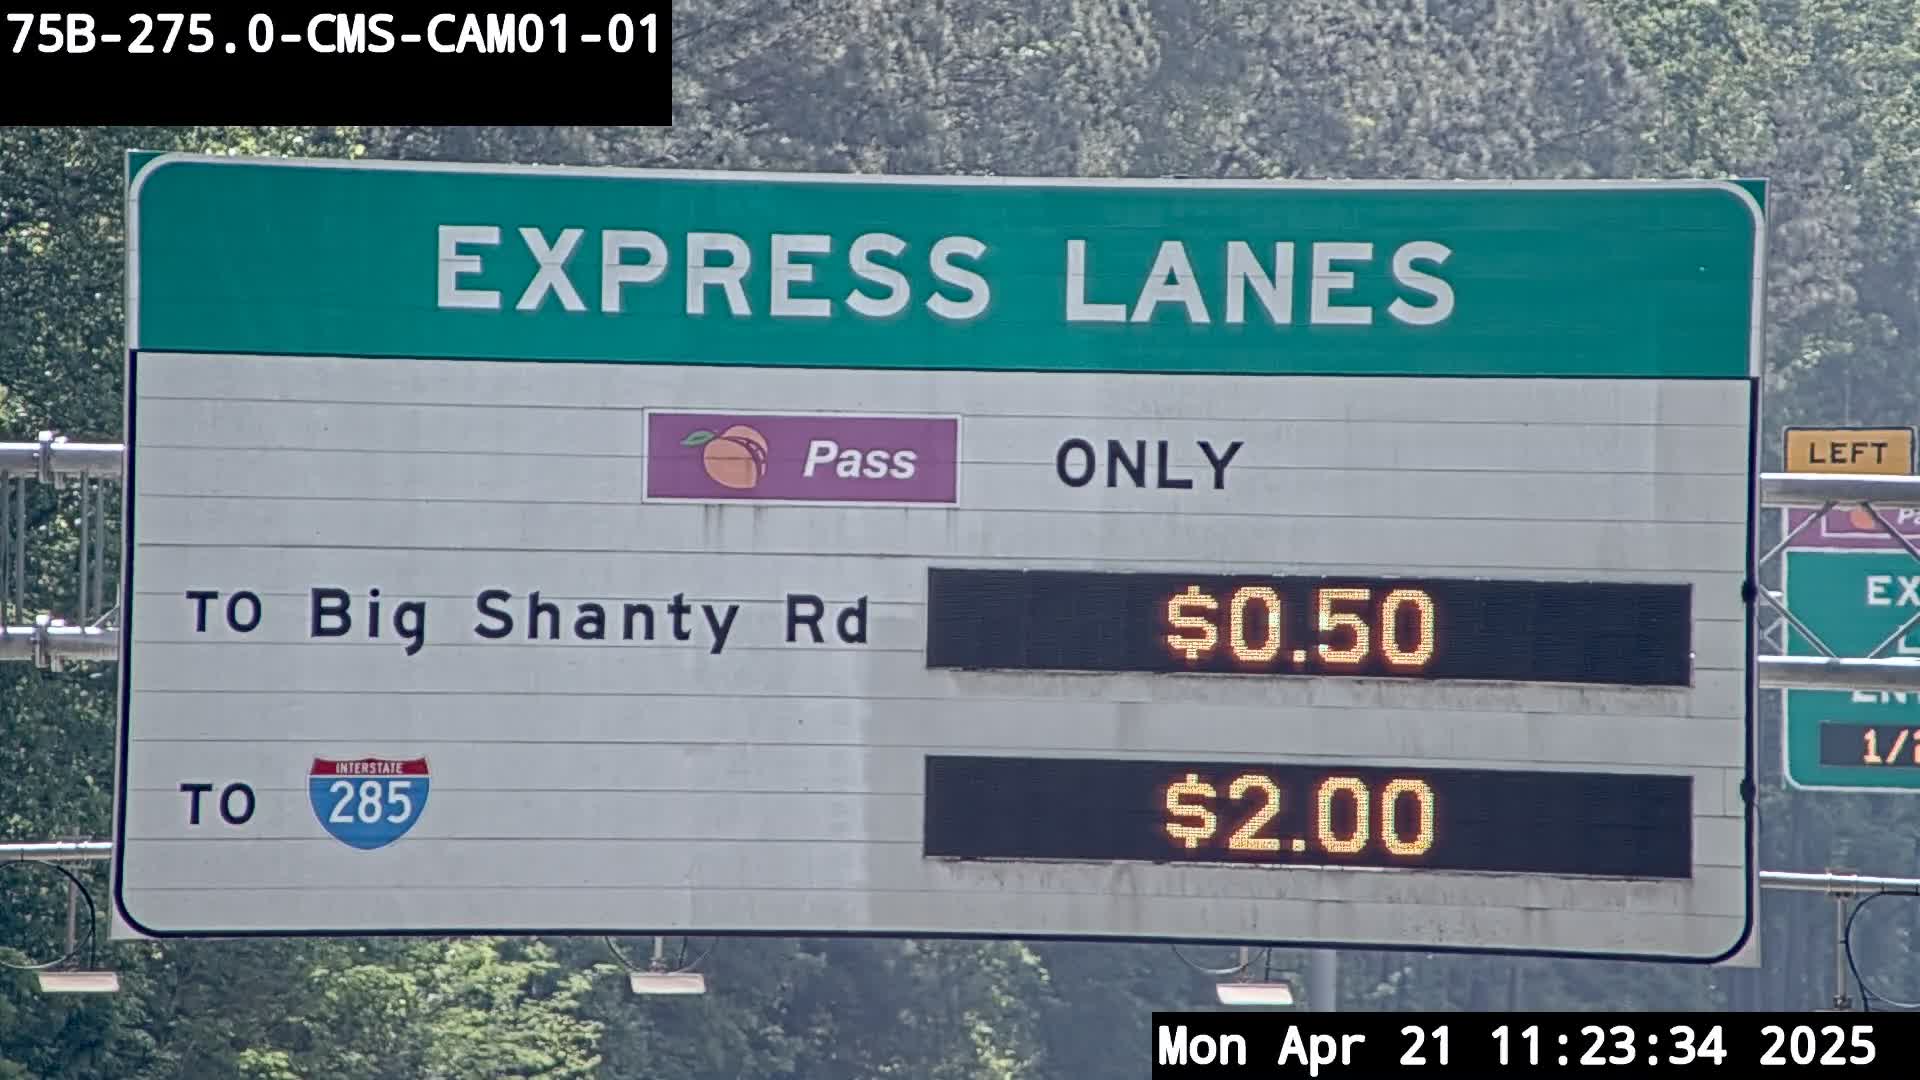 75B-275.0-CMS-CAM01-01
EXPRESS LANES
Pass ONLY
LEFT
TO Big Shanty Rd $0.50
TO INTERSTATE 285 $2.00
Mon Apr 21 11:23:34 2025